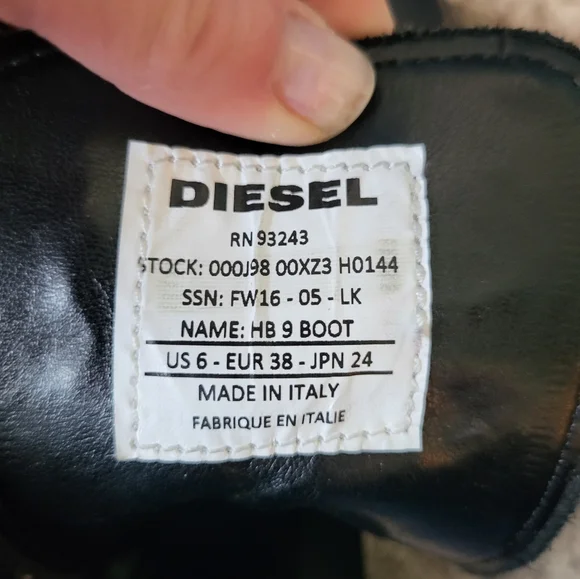 DIESEL
RN 93243
STOCK: 000J98 00XZ3 H0144
SSN: FW16 - 05 - LK
NAME: HB 9 BOOT
US 6 - EUR 38 - JPN 24
MADE IN ITALY
FABRIQUE EN ITALIE